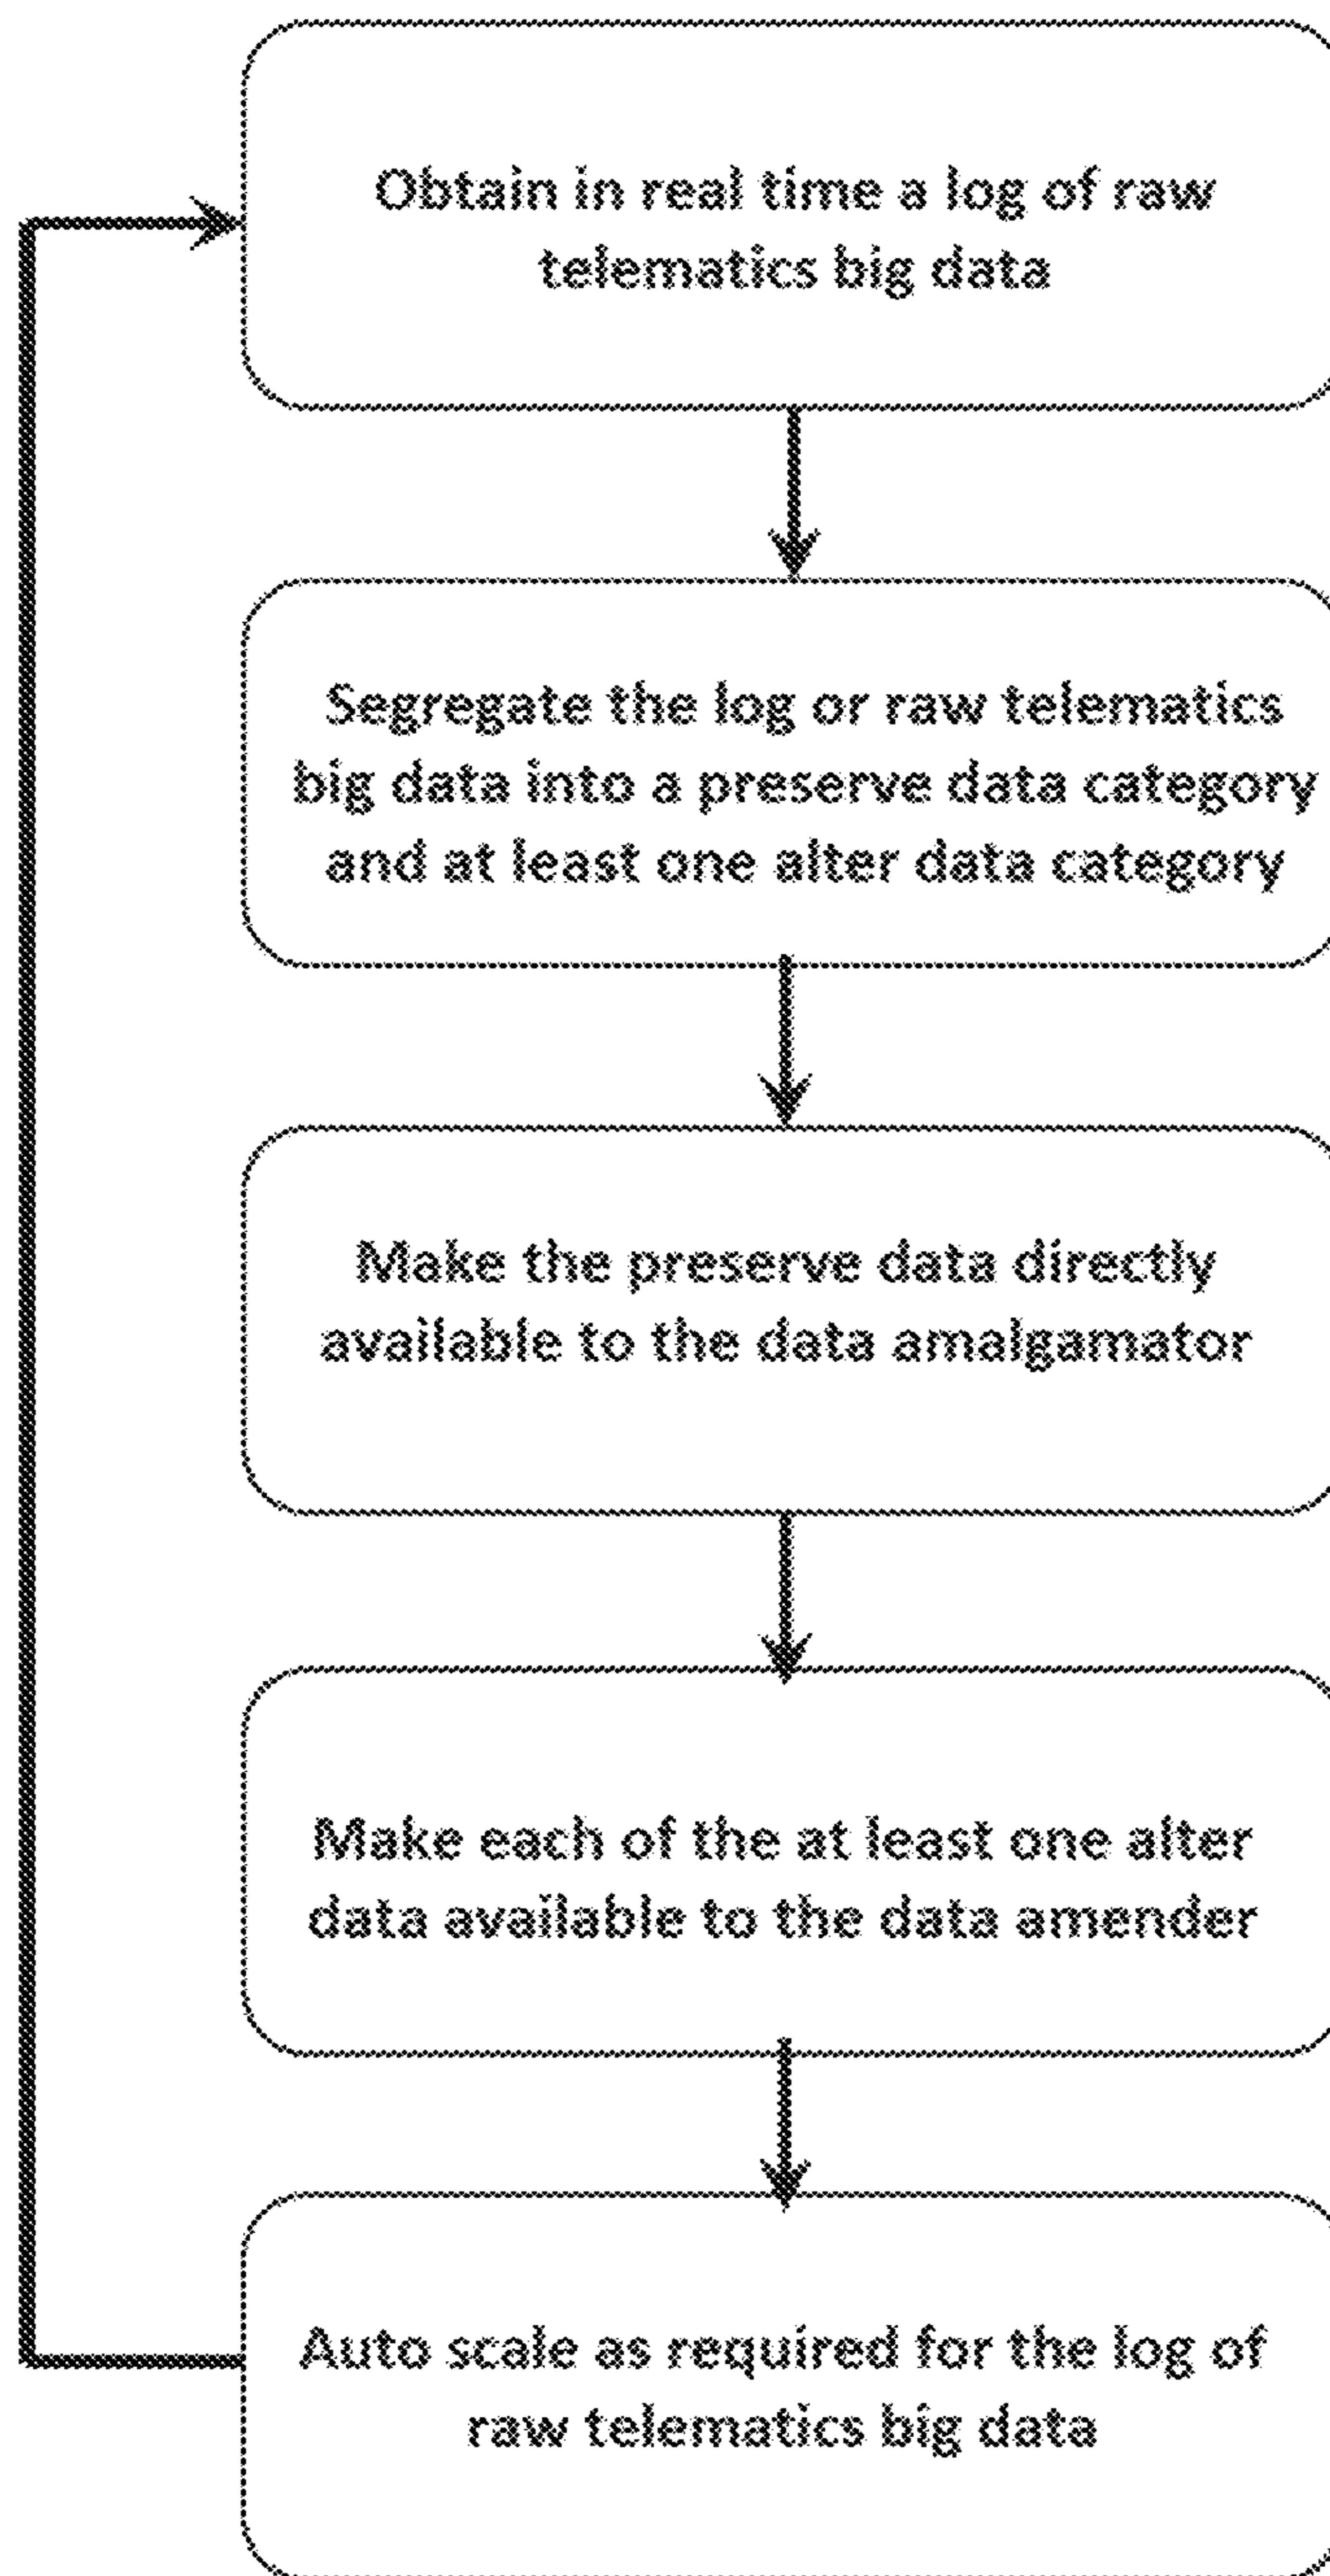 Obtain in real time a log of raw
telematics big data
Segregate the log or raw telematics
big data into a preserve data category
and at least one alter data category
Make the preserve data directly
available to the data amalgamator
Make each of the at least one alter
data available to the data amender
Auto scale as required for the log of
raw telematics big data